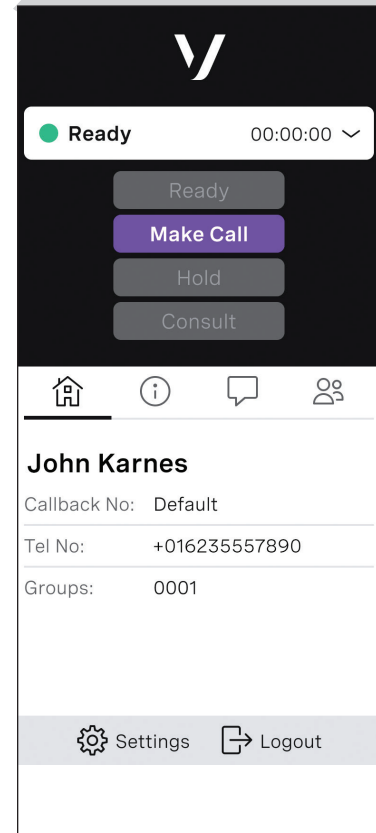 Ready 00:00:00
Ready
Make Call
Hold
Consult
John Karnes
Callback No: Default
Tel No: +016235557890
Groups: 0001
Settings Logout